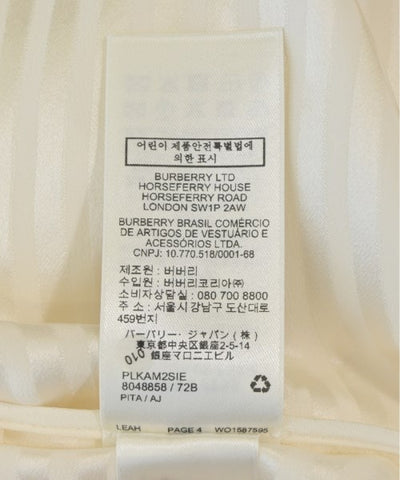 어린이 제품안전특별법에
의한 표시
BURBERRY LTD
HORSEFERRY HOUSE
HORSEFERRY ROAD
LONDON SW1P 2AW
BURBERRY BRASIL COMÉRCIO
DE ARTIGOS DE VESTUÁRIO E
ACESSÓRIOS LTDA.
CNPJ: 10.770.518/0001-68
제조원 : 버버리
수입원 : 버버리코리아㈜
소비자상담실 : 080 700 8800
주 소 : 서울시강남구 도산대로
459번지
バーバリー・ジャパン（株）
東京都中央区銀座2-5-14
銀座マロニエビル
010
PLKAM2SIE
8048858 / 72B
PITA / AJ
LEAH PAGE 4 WO1587595